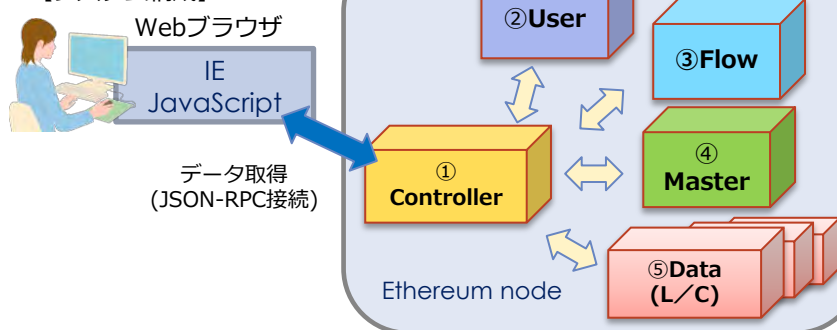 Webブラウザ
IE
JavaScript
データ取得
(JSON-RPC接続)
②User
③Flow
①
Controller
④
Master
⑤Data
(L／C)
Ethereum node